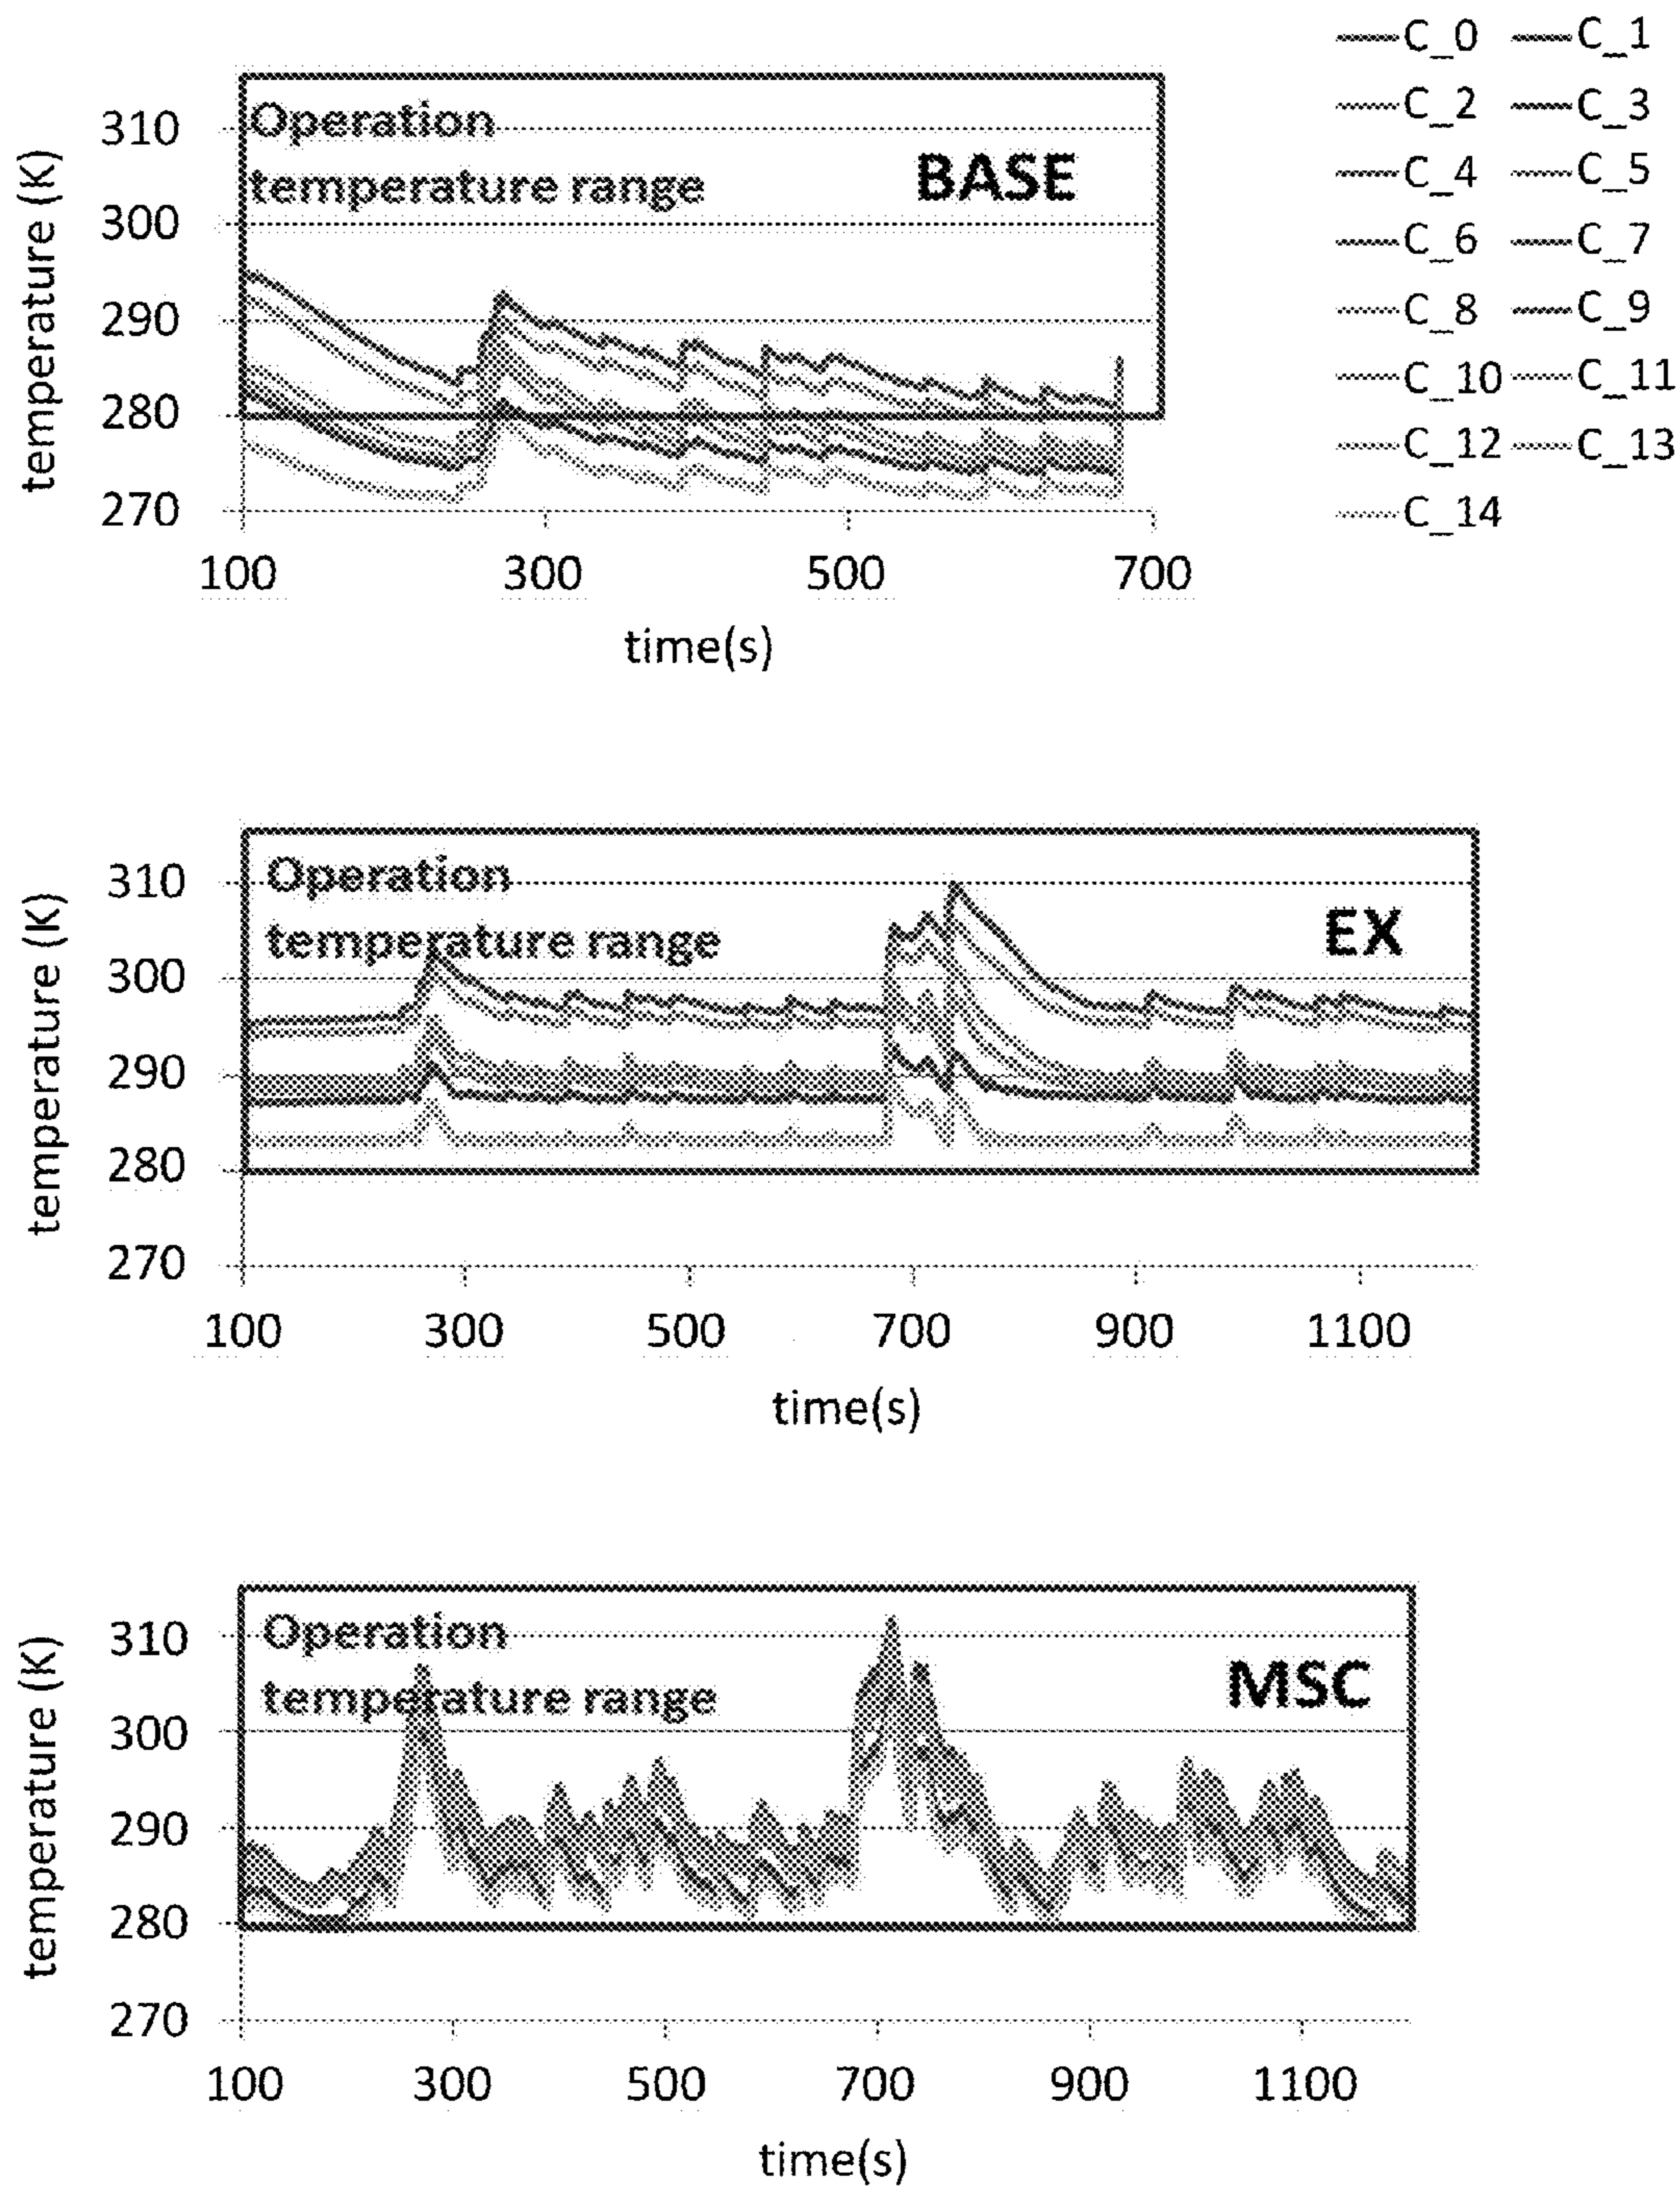 C_0 C_1
C_2 C_3
C_4 C_5
C_6 C_7
C_8 C_9
C_10 C_11
C_12 C_13
C_14
temperature (K)
310
300
290
280
270
Operation
temperature range
BASE
100 300 500 700
time(s)
temperature (K)
310
300
290
280
270
Operation
temperature range
EX
100 300 500 700 900 1100
time(s)
temperature (K)
310
300
290
280
270
Operation
temperature range
MSC
100 300 500 700 900 1100
time(s)